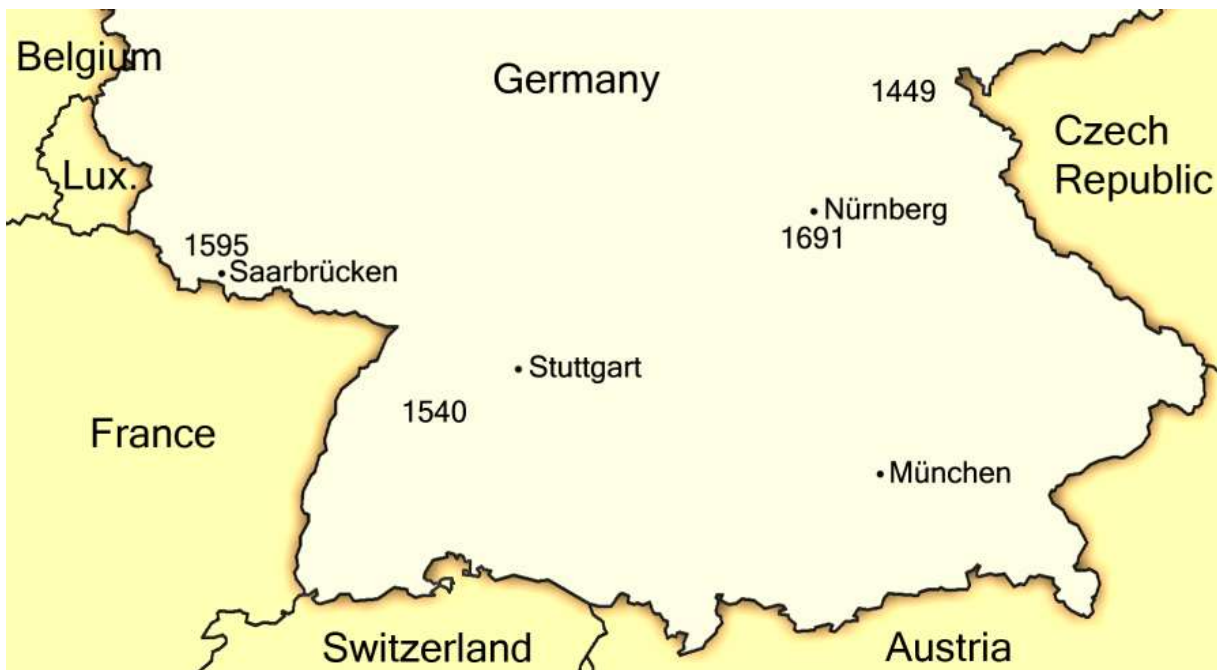 Belgium
Germany
1449
Czech
Republic
Lux.
Nürnberg
1691
1595
Saarbrücken
Stuttgart
1540
France
München
Switzerland
Austria